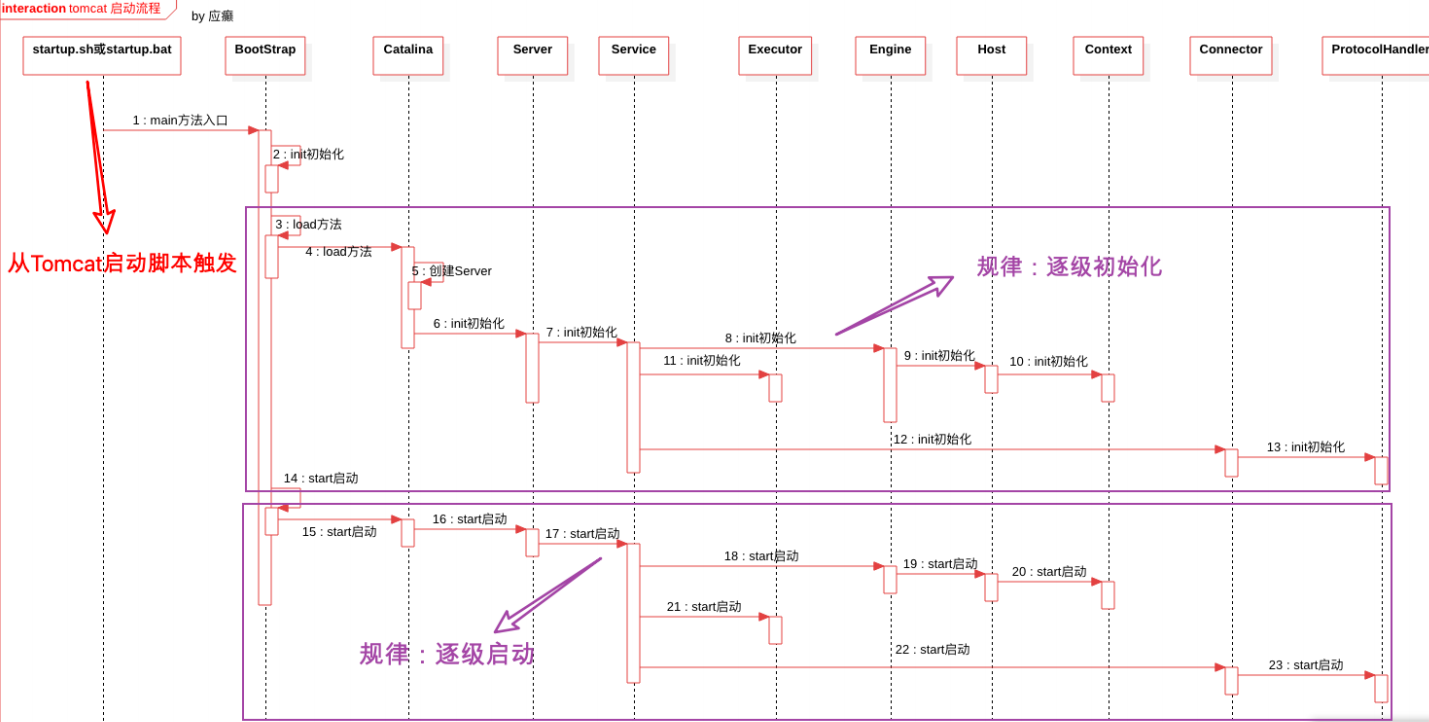 interaction tomcat 启动流程
by 应癫
startup.sh或startup.bat
BootStrap
Catalina
Server
Service
Executor
Engine
Host
Context
Connector
ProtocolHandler
1 : main方法入口
2 : init初始化
3 : load方法
4 : load方法
从Tomcat启动脚本触发
5 : 创建Server
规律：逐级初始化
6 : init初始化
7 : init初始化
8 : init初始化
9 : init初始化
10 : init初始化
11 : init初始化
12 : init初始化
13 : init初始化
14 : start启动
15 : start启动
16 : start启动
17 : start启动
18 : start启动
19 : start启动
20 : start启动
21 : start启动
规律：逐级启动
22 : start启动
23 : start启动